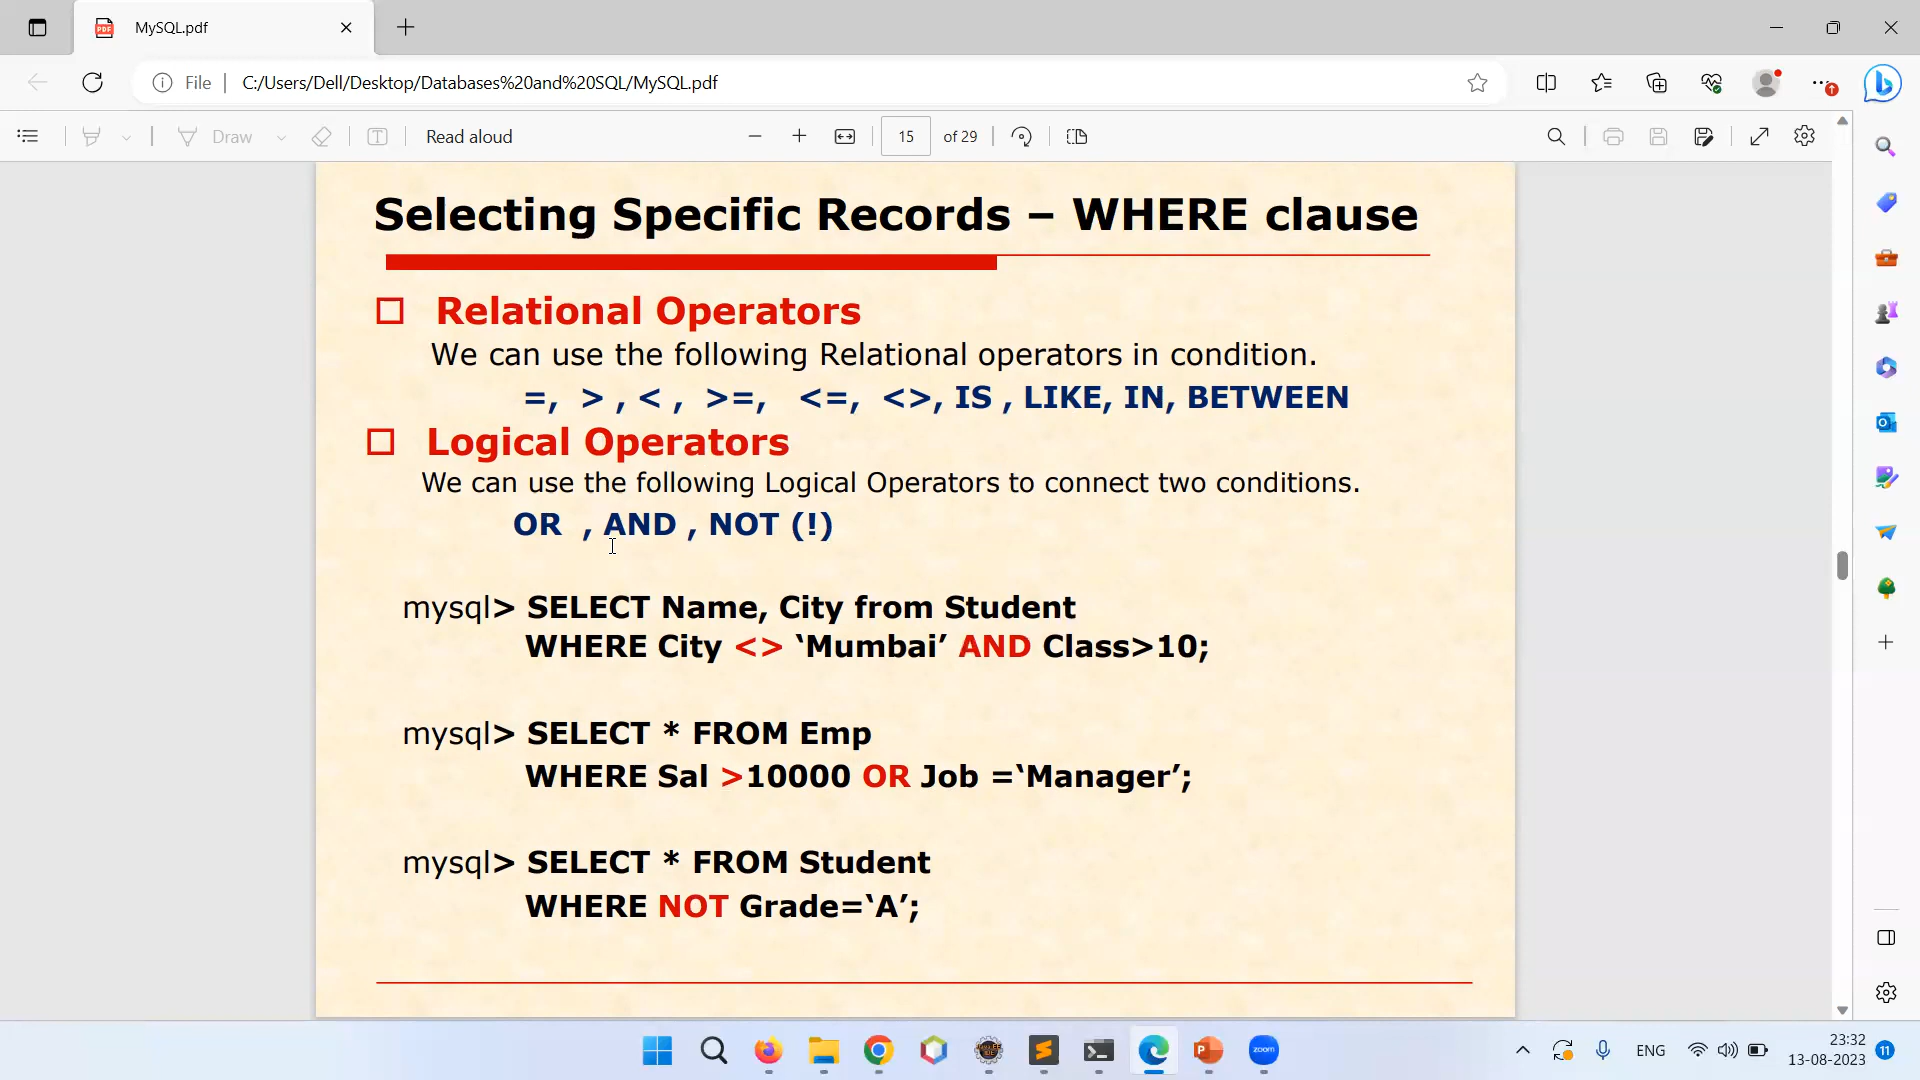 MySQL.pdf
File
C:/Users/Dell/Desktop/Databases%20and%20SQL/MySQL.pdf
Draw
Read aloud
15 of 29
Selecting Specific Records – WHERE clause
Relational Operators
We can use the following Relational operators in condition.
=, > , < , >=, <=, <>, IS , LIKE, IN, BETWEEN
Logical Operators
We can use the following Logical Operators to connect two conditions.
OR , AND , NOT (!)
mysql> SELECT Name, City from Student
WHERE City <> ‘Mumbai’ AND Class>10;
mysql> SELECT * FROM Emp
WHERE Sal >10000 OR Job =‘Manager’;
mysql> SELECT * FROM Student
WHERE NOT Grade=‘A’;
zoom
ENG
23:32
13-08-2023
11